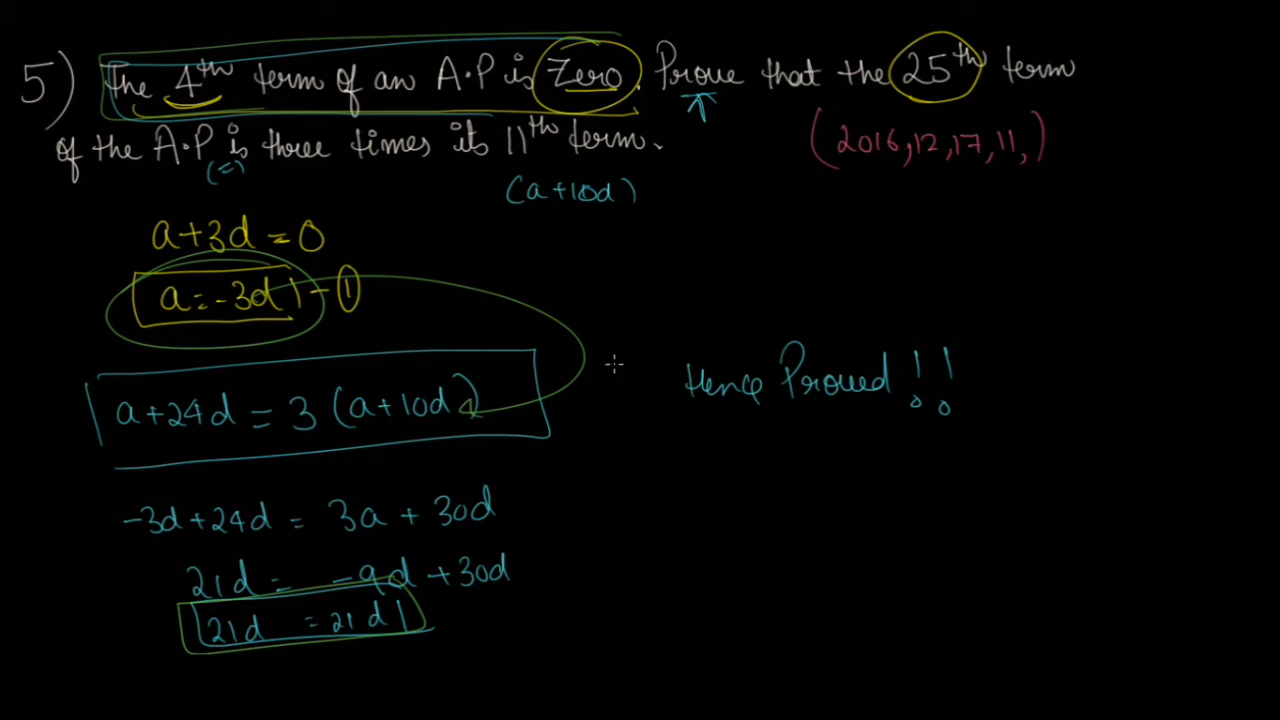 5) The 4th term of an A.P is Zero. Prove that the 25th term
of the A.P is three times its 11th term.
(2016,12,17,11,)
(=)
(a+10d)
a+3d = 0
a = -3d - ①
a+24d = 3 (a+10d)
Hence Proved !!
-3d+24d = 3a + 30d
21d = -9d + 30d
21d = 21d